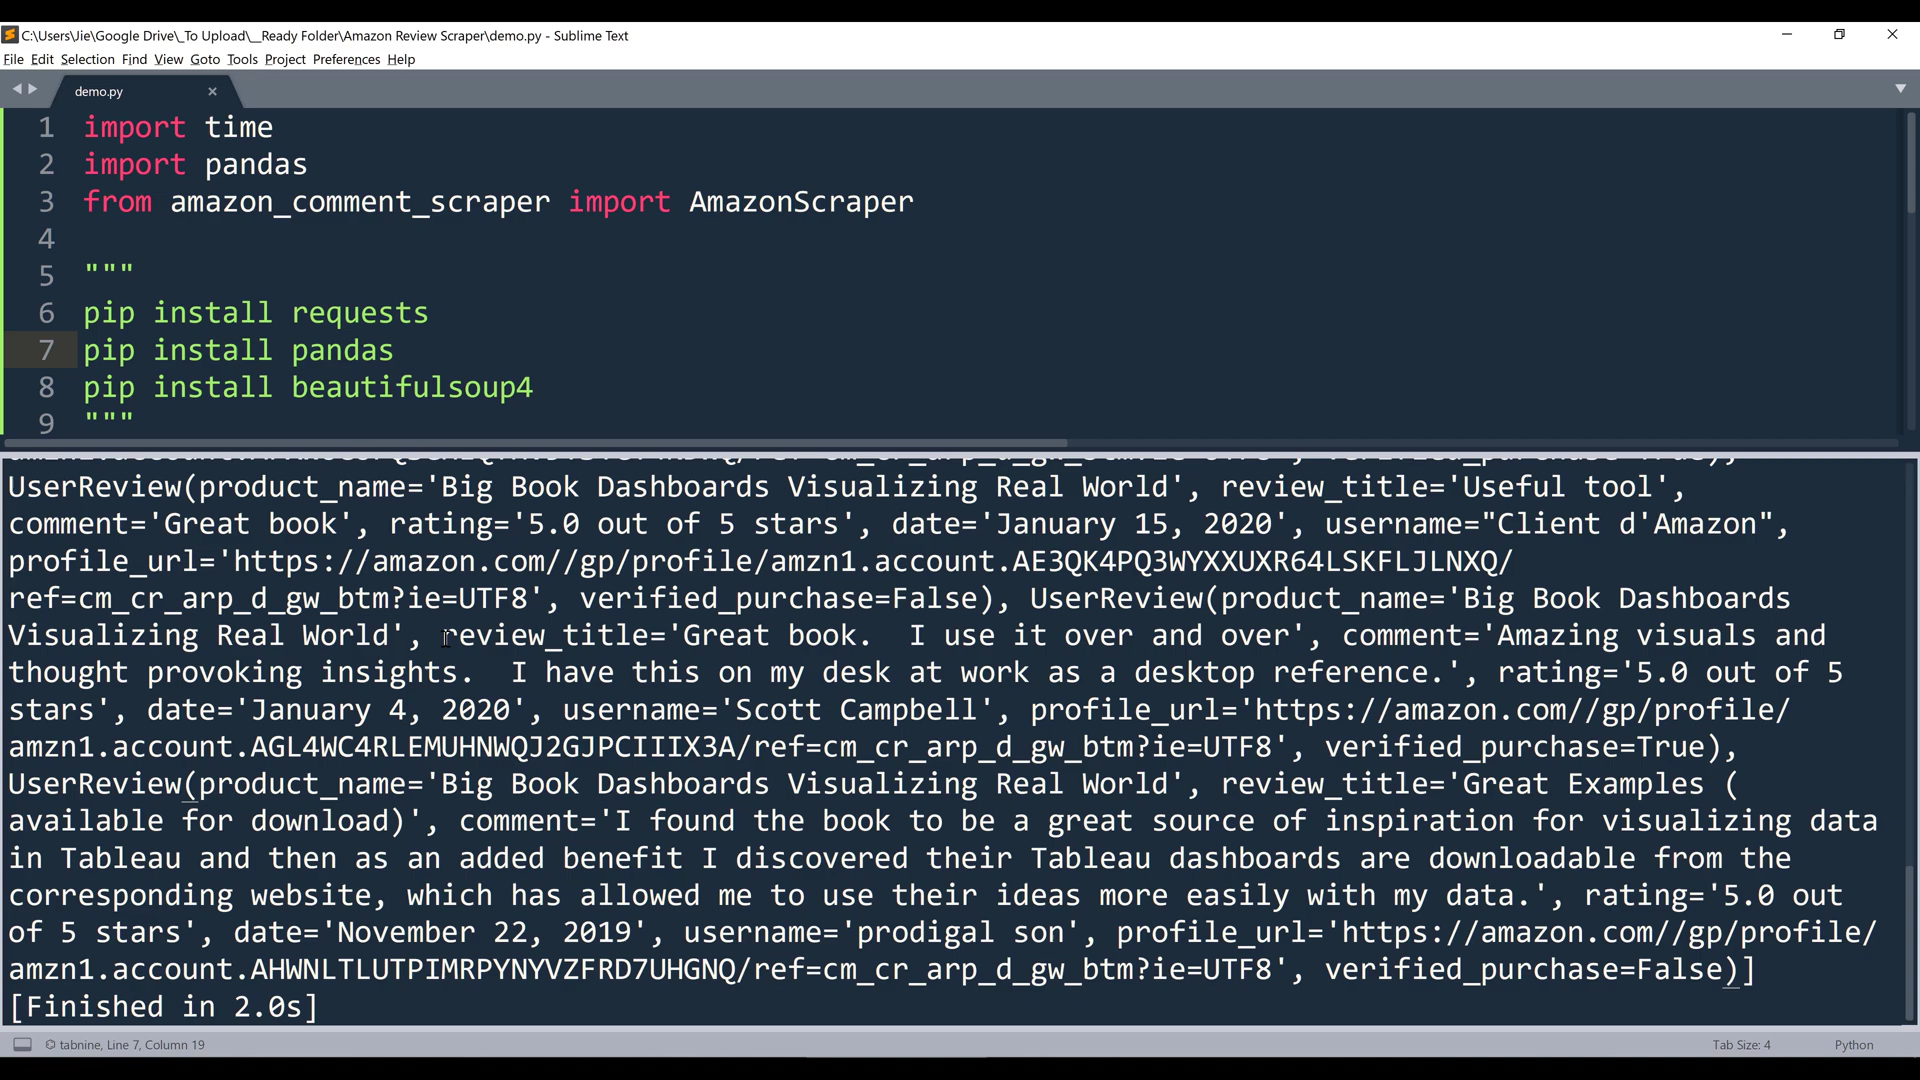 C:\Users\Jie\Google Drive\_To Upload\__Ready Folder\Amazon Review Scraper\demo.py - Sublime Text
File Edit Selection Find View Goto Tools Project Preferences Help
demo.py
1 import time
2 import pandas
3 from amazon_comment_scraper import AmazonScraper
4
5 """
6 pip install requests
7 pip install pandas
8 pip install beautifulsoup4
9 """
UserReview(product_name='Big Book Dashboards Visualizing Real World', review_title='Useful tool',
comment='Great book', rating='5.0 out of 5 stars', date='January 15, 2020', username="Client d'Amazon",
profile_url='https://amazon.com//gp/profile/amzn1.account.AE3QK4PQ3WYXXUXR64LSKFLJLNXQ/
ref=cm_cr_arp_d_gw_btm?ie=UTF8', verified_purchase=False), UserReview(product_name='Big Book Dashboards
Visualizing Real World', review_title='Great book.  I use it over and over', comment='Amazing visuals and
thought provoking insights.  I have this on my desk at work as a desktop reference.', rating='5.0 out of 5
stars', date='January 4, 2020', username='Scott Campbell', profile_url='https://amazon.com//gp/profile/
amzn1.account.AGL4WC4RLEMUHNWQJ2GJPCIIIX3A/ref=cm_cr_arp_d_gw_btm?ie=UTF8', verified_purchase=True),
UserReview(product_name='Big Book Dashboards Visualizing Real World', review_title='Great Examples (
available for download)', comment='I found the book to be a great source of inspiration for visualizing data
in Tableau and then as an added benefit I discovered their Tableau dashboards are downloadable from the
corresponding website, which has allowed me to use their ideas more easily with my data.', rating='5.0 out
of 5 stars', date='November 22, 2019', username='prodigal son', profile_url='https://amazon.com//gp/profile/
amzn1.account.AHWNLTLUTPIMRPYNYVZFRD7UHGNQ/ref=cm_cr_arp_d_gw_btm?ie=UTF8', verified_purchase=False)]
[Finished in 2.0s]
tabnine, Line 7, Column 19
Tab Size: 4
Python